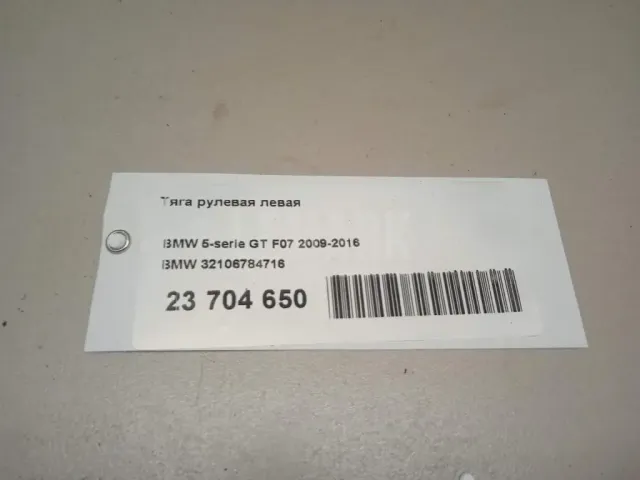 Тяга рулевая левая
BMW 5-serie GT F07 2009-2016
BMW 32106784716
23 704 650